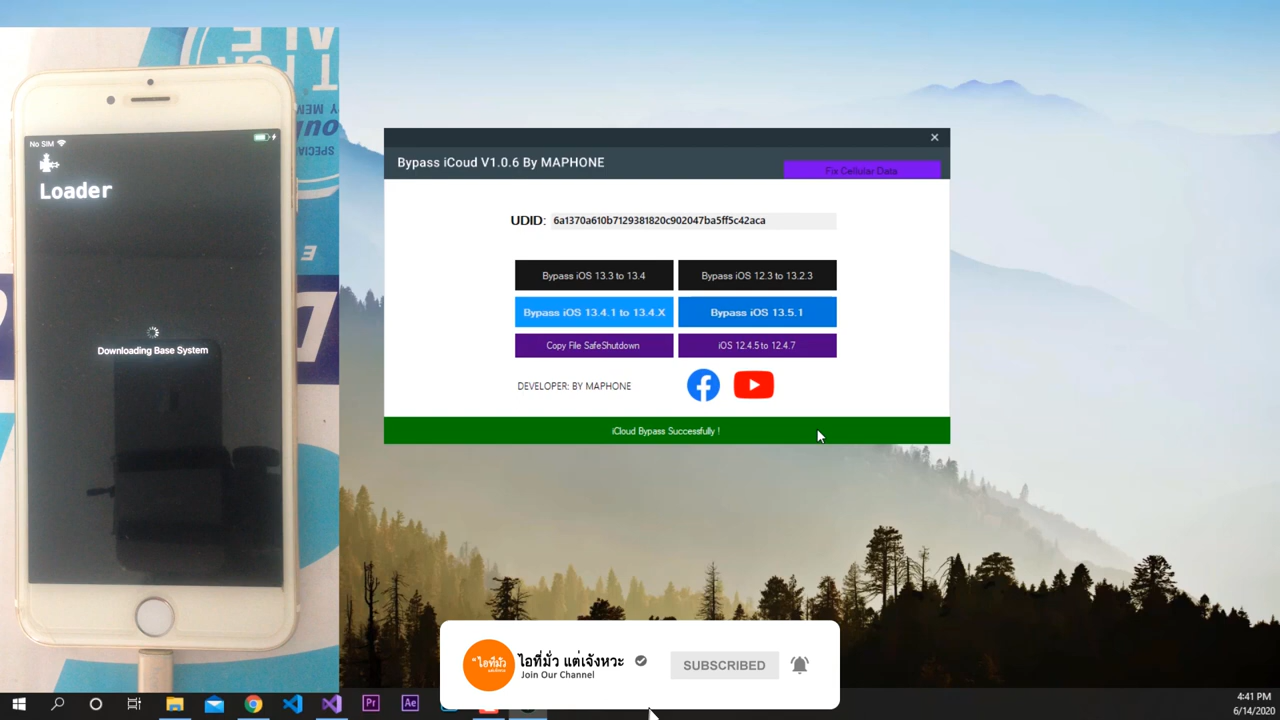 No SIM
Loader
Downloading Base System
Bypass iCoud V1.0.6 By MAPHONE
Fix Cellular Data
UDID: 6a1370a610b7129381820c902047ba5ff5c42aca
Bypass iOS 13.3 to 13.4
Bypass iOS 12.3 to 13.2.3
Bypass iOS 13.4.1 to 13.4.X
Bypass iOS 13.5.1
Copy File SafeShutdown
iOS 12.4.5 to 12.4.7
DEVELOPER: BY MAPHONE
iCloud Bypass Successfully !
ไอทีมั่ว แต่เจ้งหวะ
Join Our Channel
SUBSCRIBED
Pr
Ae
4:41 PM
6/14/2020